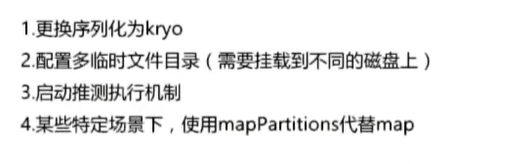 1.更换序列化为kryo
2.配置多临时文件目录（需要挂载到不同的磁盘上）
3.启动推测执行机制
4.某些特定场景下，使用mapPartitions代替map